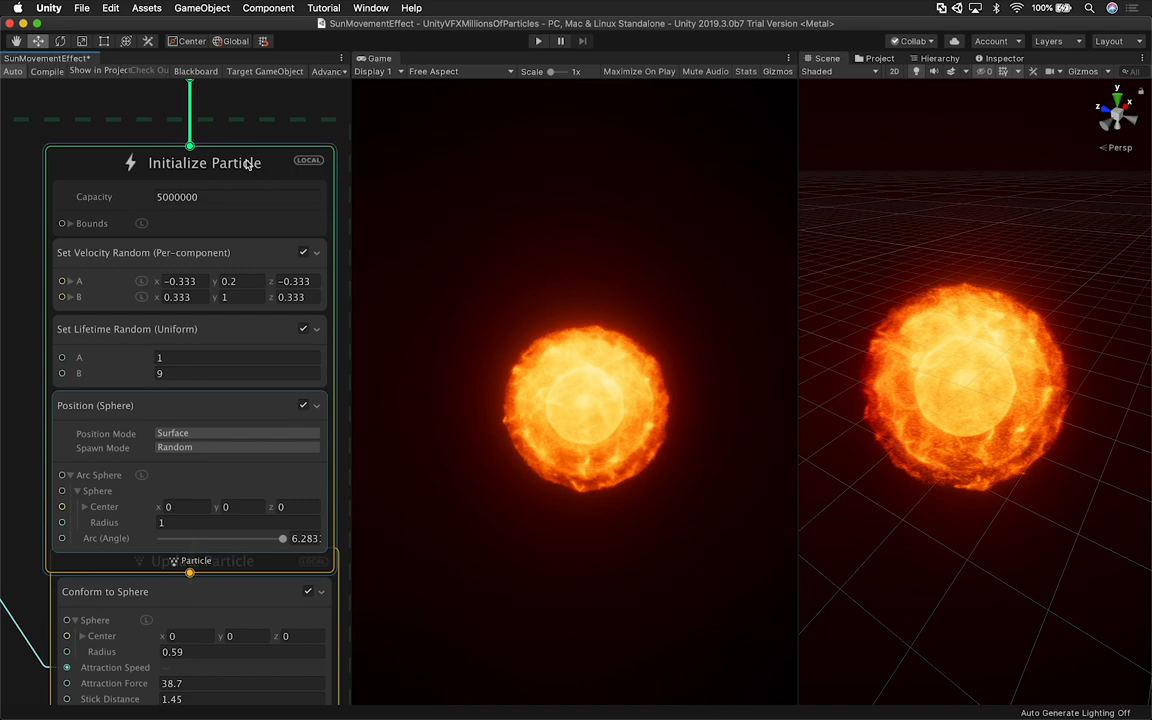 Unity File Edit Assets GameObject Component Tutorial Window Help 100%
SunMovementEffect - UnityVFXMillionsOfParticles - PC, Mac & Linux Standalone - Unity 2019.3.0b7 Trial Version <Metal>
Center Global Collab Account Layers Layout
SunMovementEffect* Game Scene Project Hierarchy Inspector
Auto Compile Show in Project Check Out Blackboard Target GameObject Advanc
Display 1 Free Aspect Scale 1x Maximize On Play Mute Audio Stats Gizmos
Shaded 0 Gizmos All
y
z x
Persp
Initialize Particle LOCAL
Capacity 5000000
Bounds L
Set Velocity Random (Per-component)
A L x -0.333 y 0.2 z -0.333
B L x 0.333 y 1 z 0.333
Set Lifetime Random (Uniform)
A 1
B 9
Position (Sphere)
Position Mode Surface
Spawn Mode Random
Arc Sphere L
Sphere
Center x 0 y 0 z 0
Radius 1
Arc (Angle) 6.283
Particle
Particle LOCAL
Conform to Sphere
Sphere L
Center x 0 y 0 z 0
Radius 0.59
Attraction Speed
Attraction Force 38.7
Stick Distance 1.45
Auto Generate Lighting Off